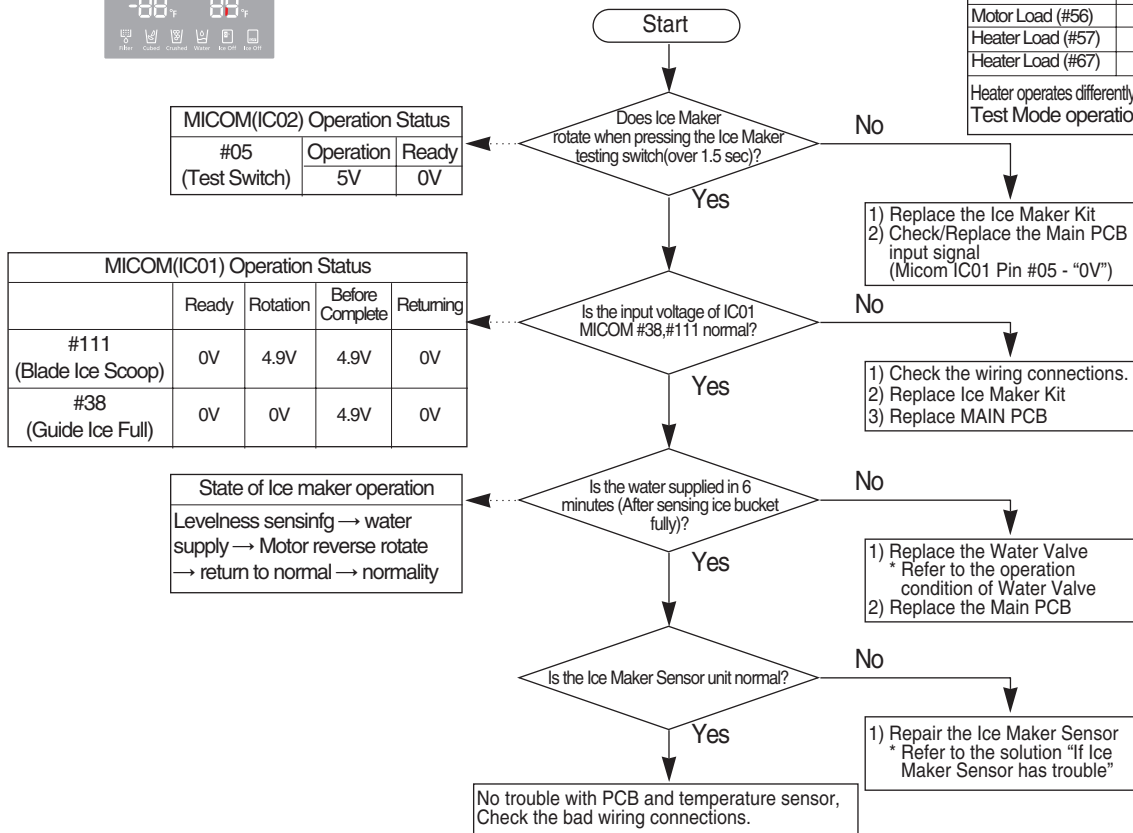 -88°F 88°F
Filter Cubed Crushed Water Ice Off Ice Off
Motor Load (#56)
Heater Load (#57)
Heater Load (#67)
Heater operates differently
Test Mode operatio
Start
Does Ice Maker
rotate when pressing the Ice Maker
testing switch(over 1.5 sec)?
No
Yes
MICOM(IC02) Operation Status
#05 Operation Ready
(Test Switch) 5V 0V
1) Replace the Ice Maker Kit
2) Check/Replace the Main PCB
input signal
(Micom IC01 Pin #05 - “0V”)
MICOM(IC01) Operation Status
Ready Rotation Before Complete Returning
#111
(Blade Ice Scoop) 0V 4.9V 4.9V 0V
#38
(Guide Ice Full) 0V 0V 4.9V 0V
Is the input voltage of IC01
MICOM #38,#111 normal?
No
Yes
1) Check the wiring connections.
2) Replace Ice Maker Kit
3) Replace MAIN PCB
State of Ice maker operation
Levelness sensinfg → water
supply → Motor reverse rotate
→ return to normal → normality
Is the water supplied in 6
minutes (After sensing ice bucket
fully)?
No
Yes
1) Replace the Water Valve
* Refer to the operation
condition of Water Valve
2) Replace the Main PCB
Is the Ice Maker Sensor unit normal?
No
Yes
1) Repair the Ice Maker Sensor
* Refer to the solution “If Ice
Maker Sensor has trouble”
No trouble with PCB and temperature sensor,
Check the bad wiring connections.